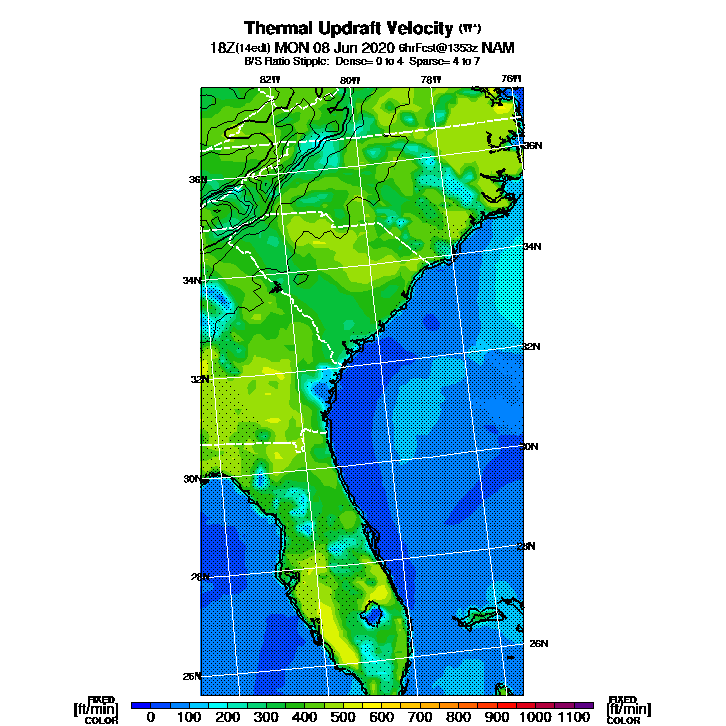 Thermal Updraft Velocity (W*)
18Z(14edt) MON 08 Jun 2020 6hrFcst@1353z NAM
B/S Ratio Stipple: Dense= 0 to 4 Sparse= 4 to 7
82W 80W 78W 76W
36N
36N
34N
34N
32N
32N
30N
30N
28N
28N
26N
26N
FIXED FIXED
[ft/min] [ft/min]
COLOR COLOR
0 100 200 300 400 500 600 700 800 900 1000 1100